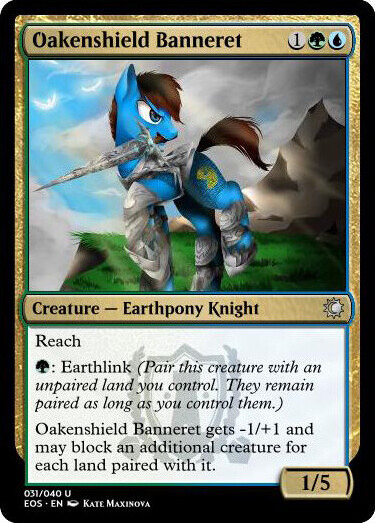 Oakenshield Banneret 1
Creature — Earthpony Knight
Reach
: Earthlink (Pair this creature with an
unpaired land you control. They remain
paired as long as you control them.)
Oakenshield Banneret gets -1/+1 and
may block an additional creature for
each land paired with it.
1/5
031/040 U
EOS • EN Kate Maxinova